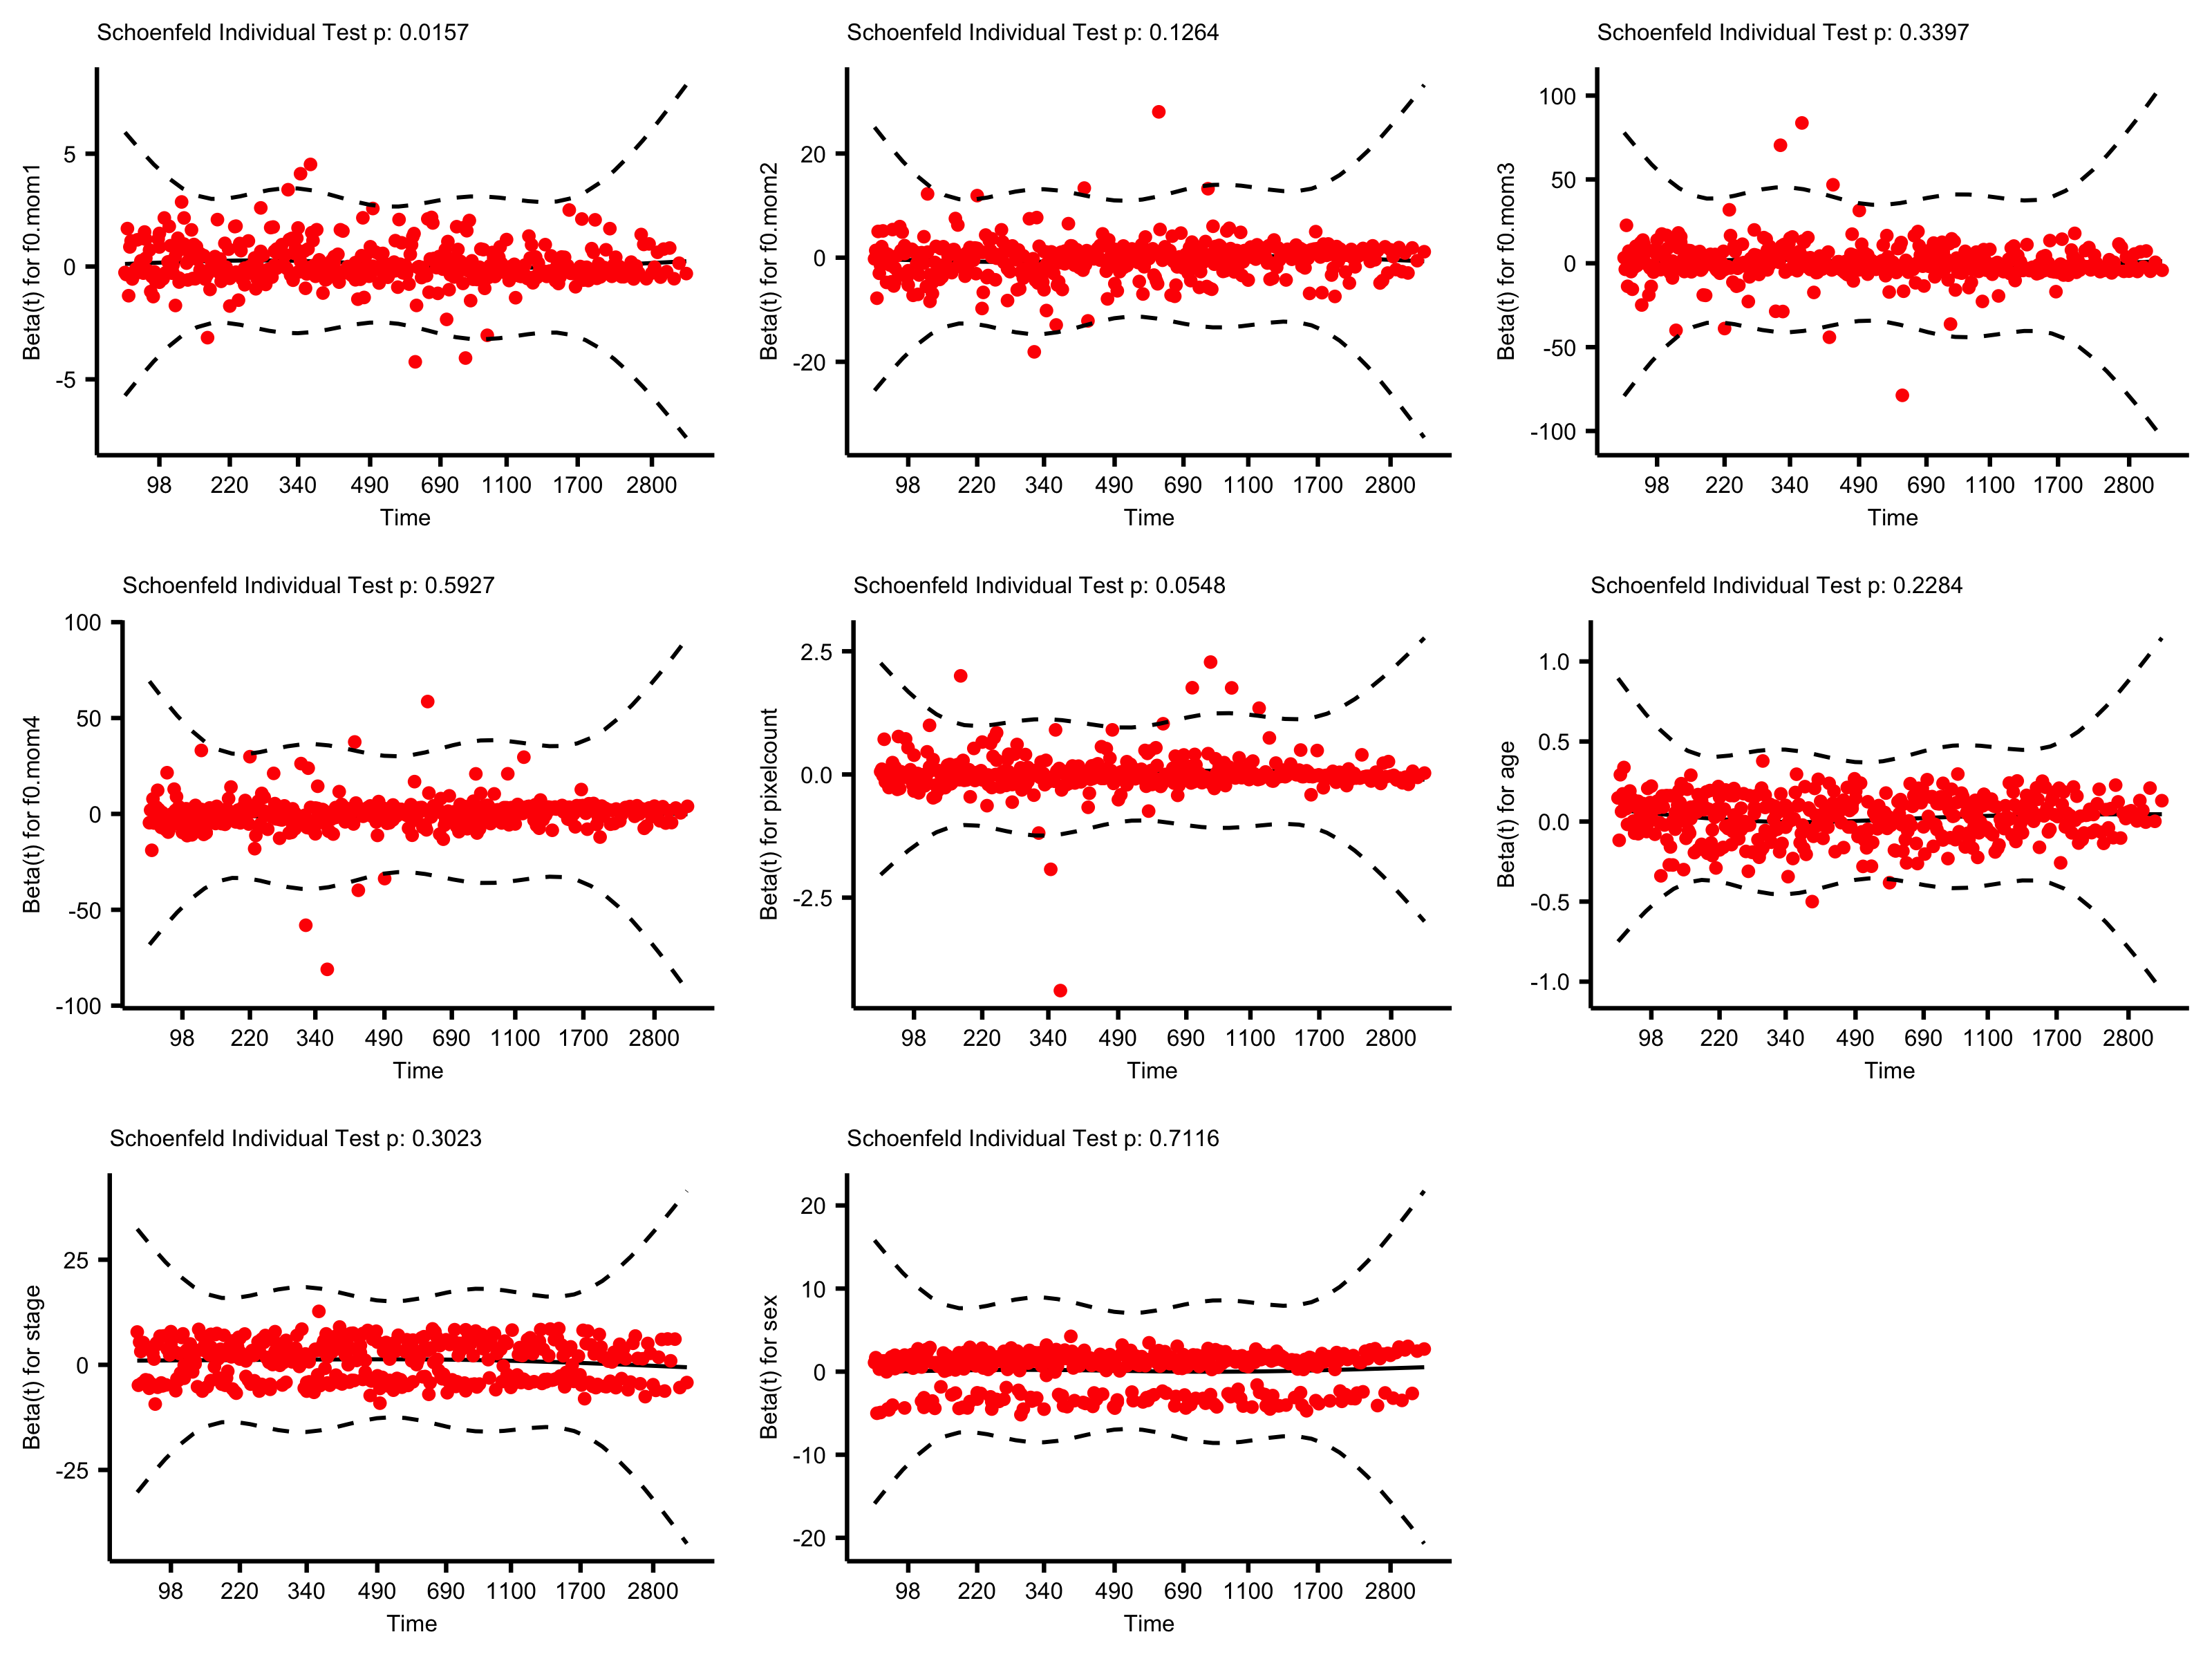 Schoenfeld Individual Test p: 0.0157
Beta(t) for f0.mom1
5
0
-5
98 220 340 490 690 1100 1700 2800
Time
Schoenfeld Individual Test p: 0.1264
Beta(t) for f0.mom2
20
0
-20
98 220 340 490 690 1100 1700 2800
Time
Schoenfeld Individual Test p: 0.3397
Beta(t) for f0.mom3
100
50
0
-50
-100
98 220 340 490 690 1100 1700 2800
Time
Schoenfeld Individual Test p: 0.5927
Beta(t) for f0.mom4
100
50
0
-50
-100
98 220 340 490 690 1100 1700 2800
Time
Schoenfeld Individual Test p: 0.0548
Beta(t) for pixelcount
2.5
0.0
-2.5
98 220 340 490 690 1100 1700 2800
Time
Schoenfeld Individual Test p: 0.2284
Beta(t) for age
1.0
0.5
0.0
-0.5
-1.0
98 220 340 490 690 1100 1700 2800
Time
Schoenfeld Individual Test p: 0.3023
Beta(t) for stage
25
0
-25
98 220 340 490 690 1100 1700 2800
Time
Schoenfeld Individual Test p: 0.7116
Beta(t) for sex
20
10
0
-10
-20
98 220 340 490 690 1100 1700 2800
Time